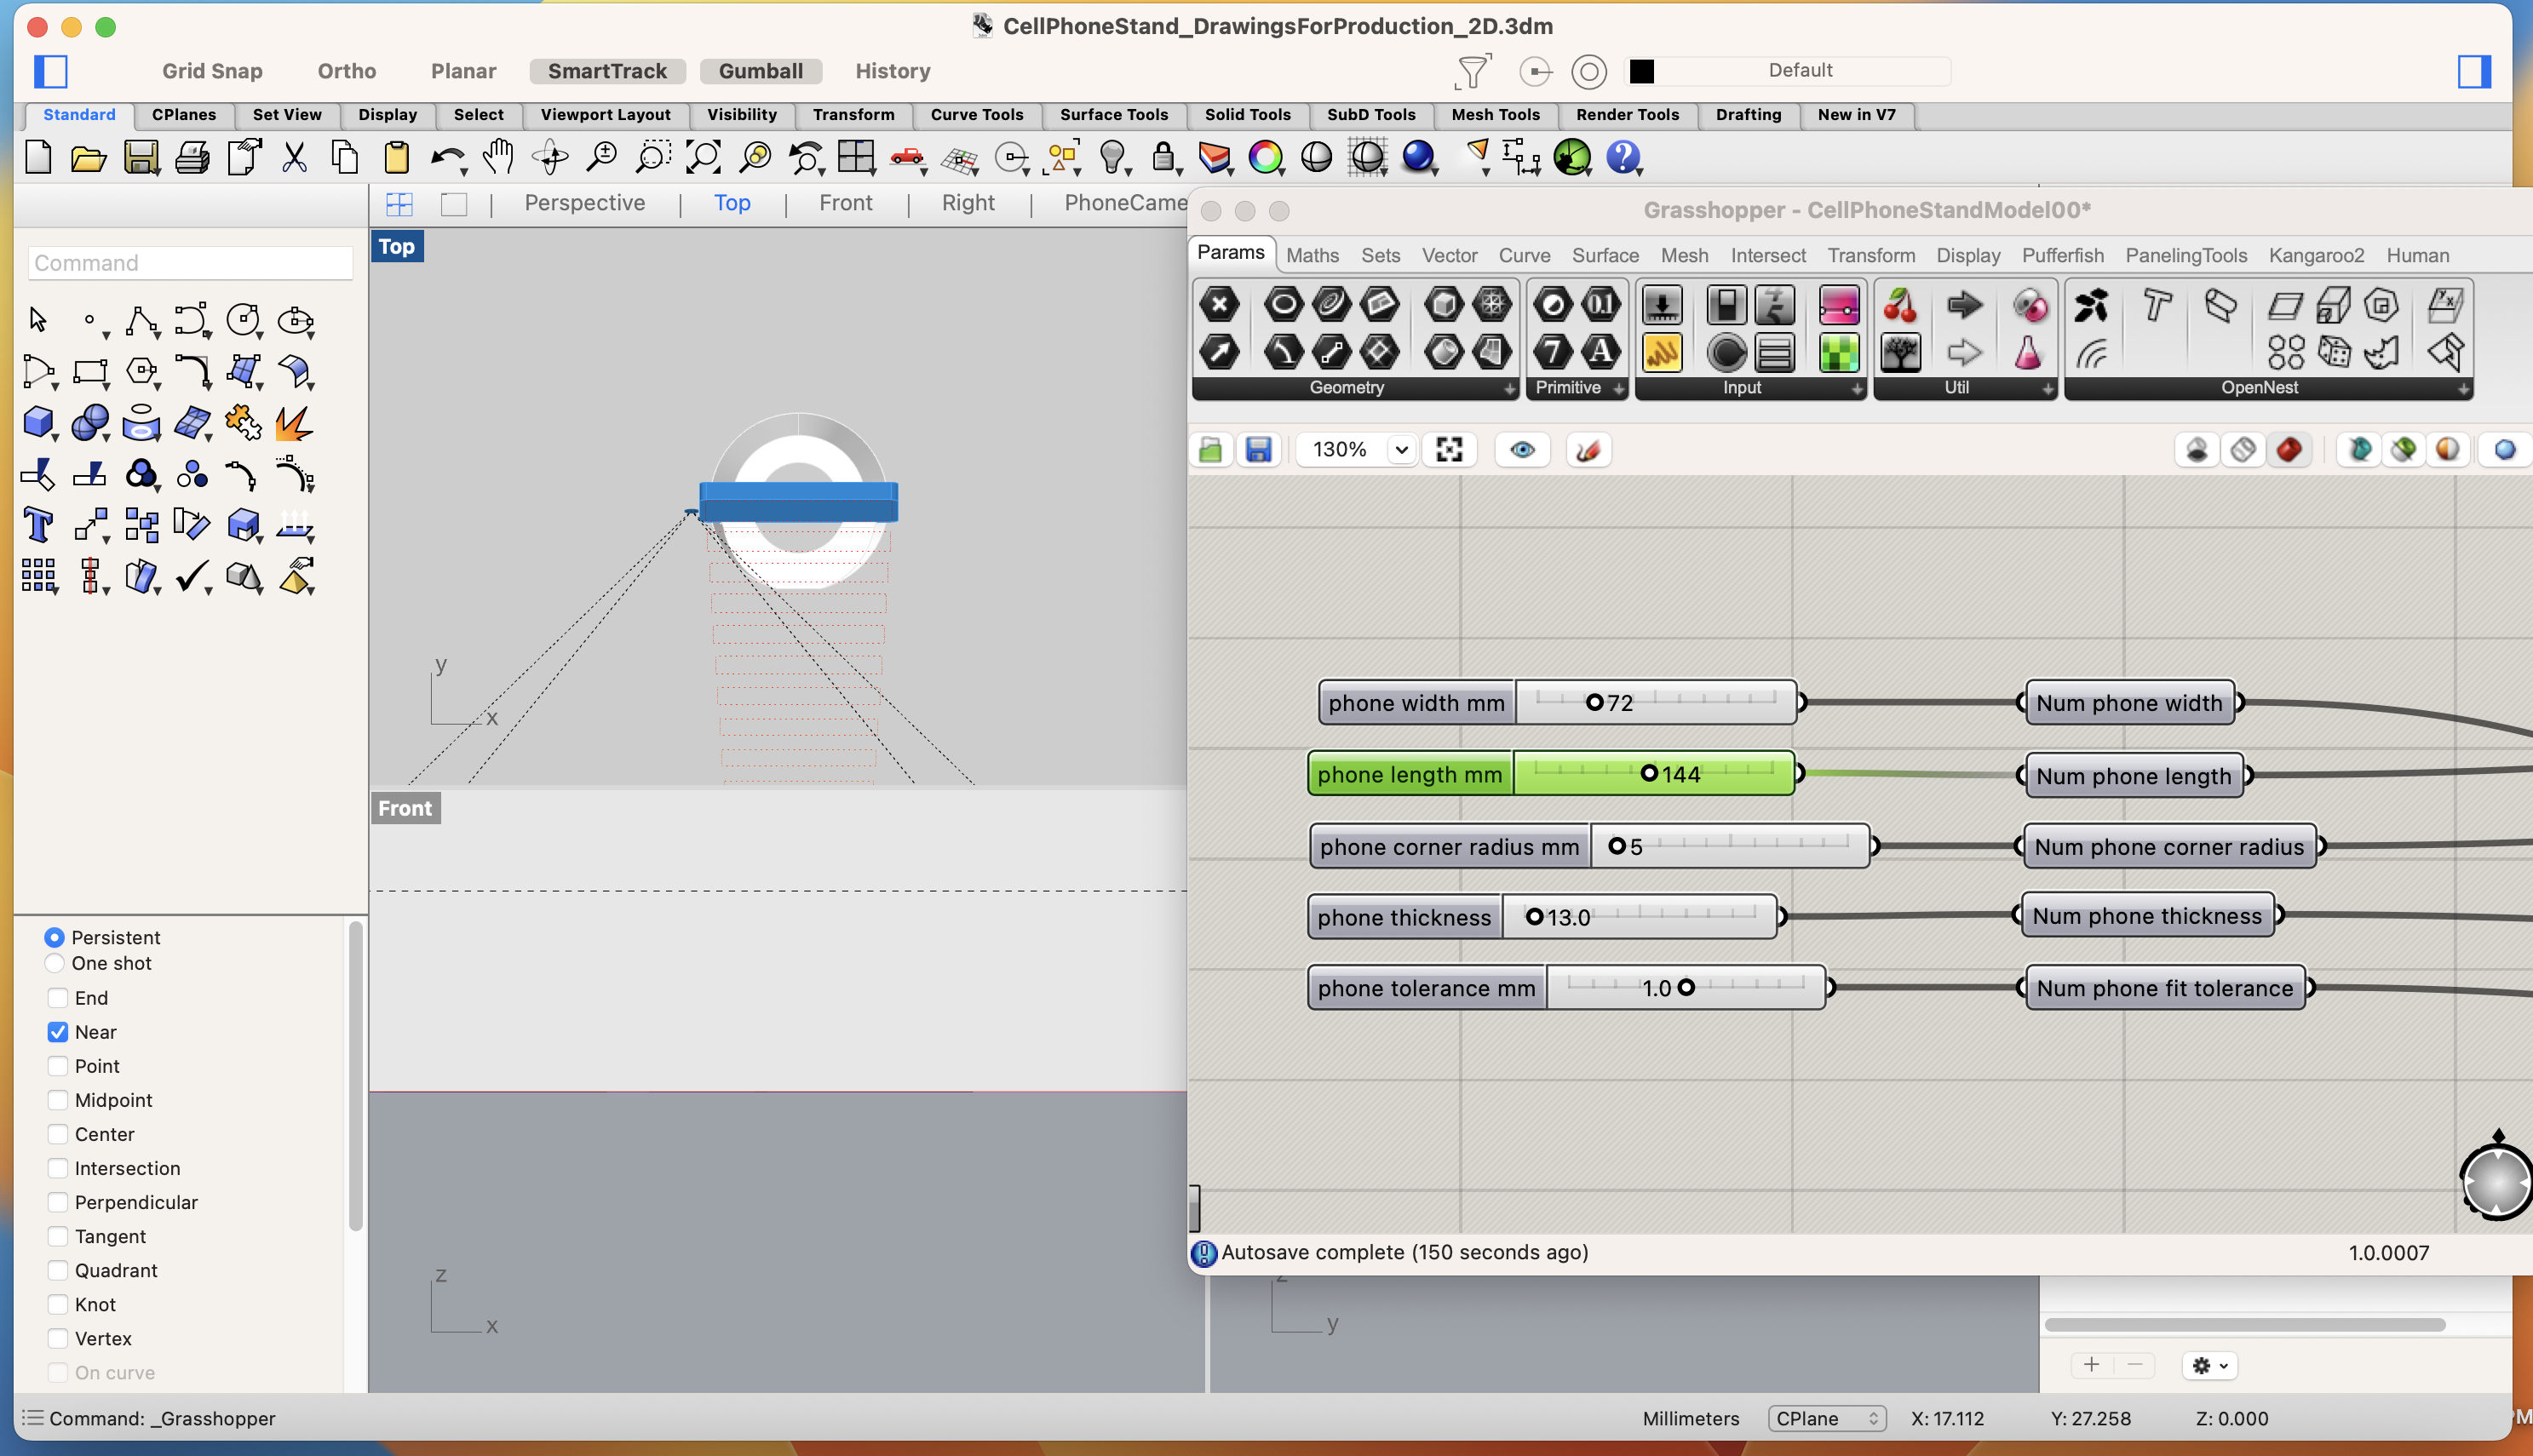 CellPhoneStand_DrawingsForProduction_2D.3dm
Grid Snap Ortho Planar SmartTrack Gumball History Default
Standard CPlanes Set View Display Select Viewport Layout Visibility Transform Curve Tools Surface Tools Solid Tools SubD Tools Mesh Tools Render Tools Drafting New in V7
Perspective Top Front Right PhoneCame
Command
Top
y
x
Front
z
x
z
y
Grasshopper - CellPhoneStandModel00*
Params Maths Sets Vector Curve Surface Mesh Intersect Transform Display Pufferfish PanelingTools Kangaroo2 Human
Geometry Primitive Input Util OpenNest
130%
phone width mm 72 Num phone width
phone length mm 144 Num phone length
phone corner radius mm 5 Num phone corner radius
phone thickness 13.0 Num phone thickness
phone tolerance mm 1.0 Num phone fit tolerance
Autosave complete (150 seconds ago) 1.0.0007
Persistent
One shot
End
Near
Point
Midpoint
Center
Intersection
Perpendicular
Tangent
Quadrant
Knot
Vertex
On curve
Command: _Grasshopper Millimeters CPlane X: 17.112 Y: 27.258 Z: 0.000